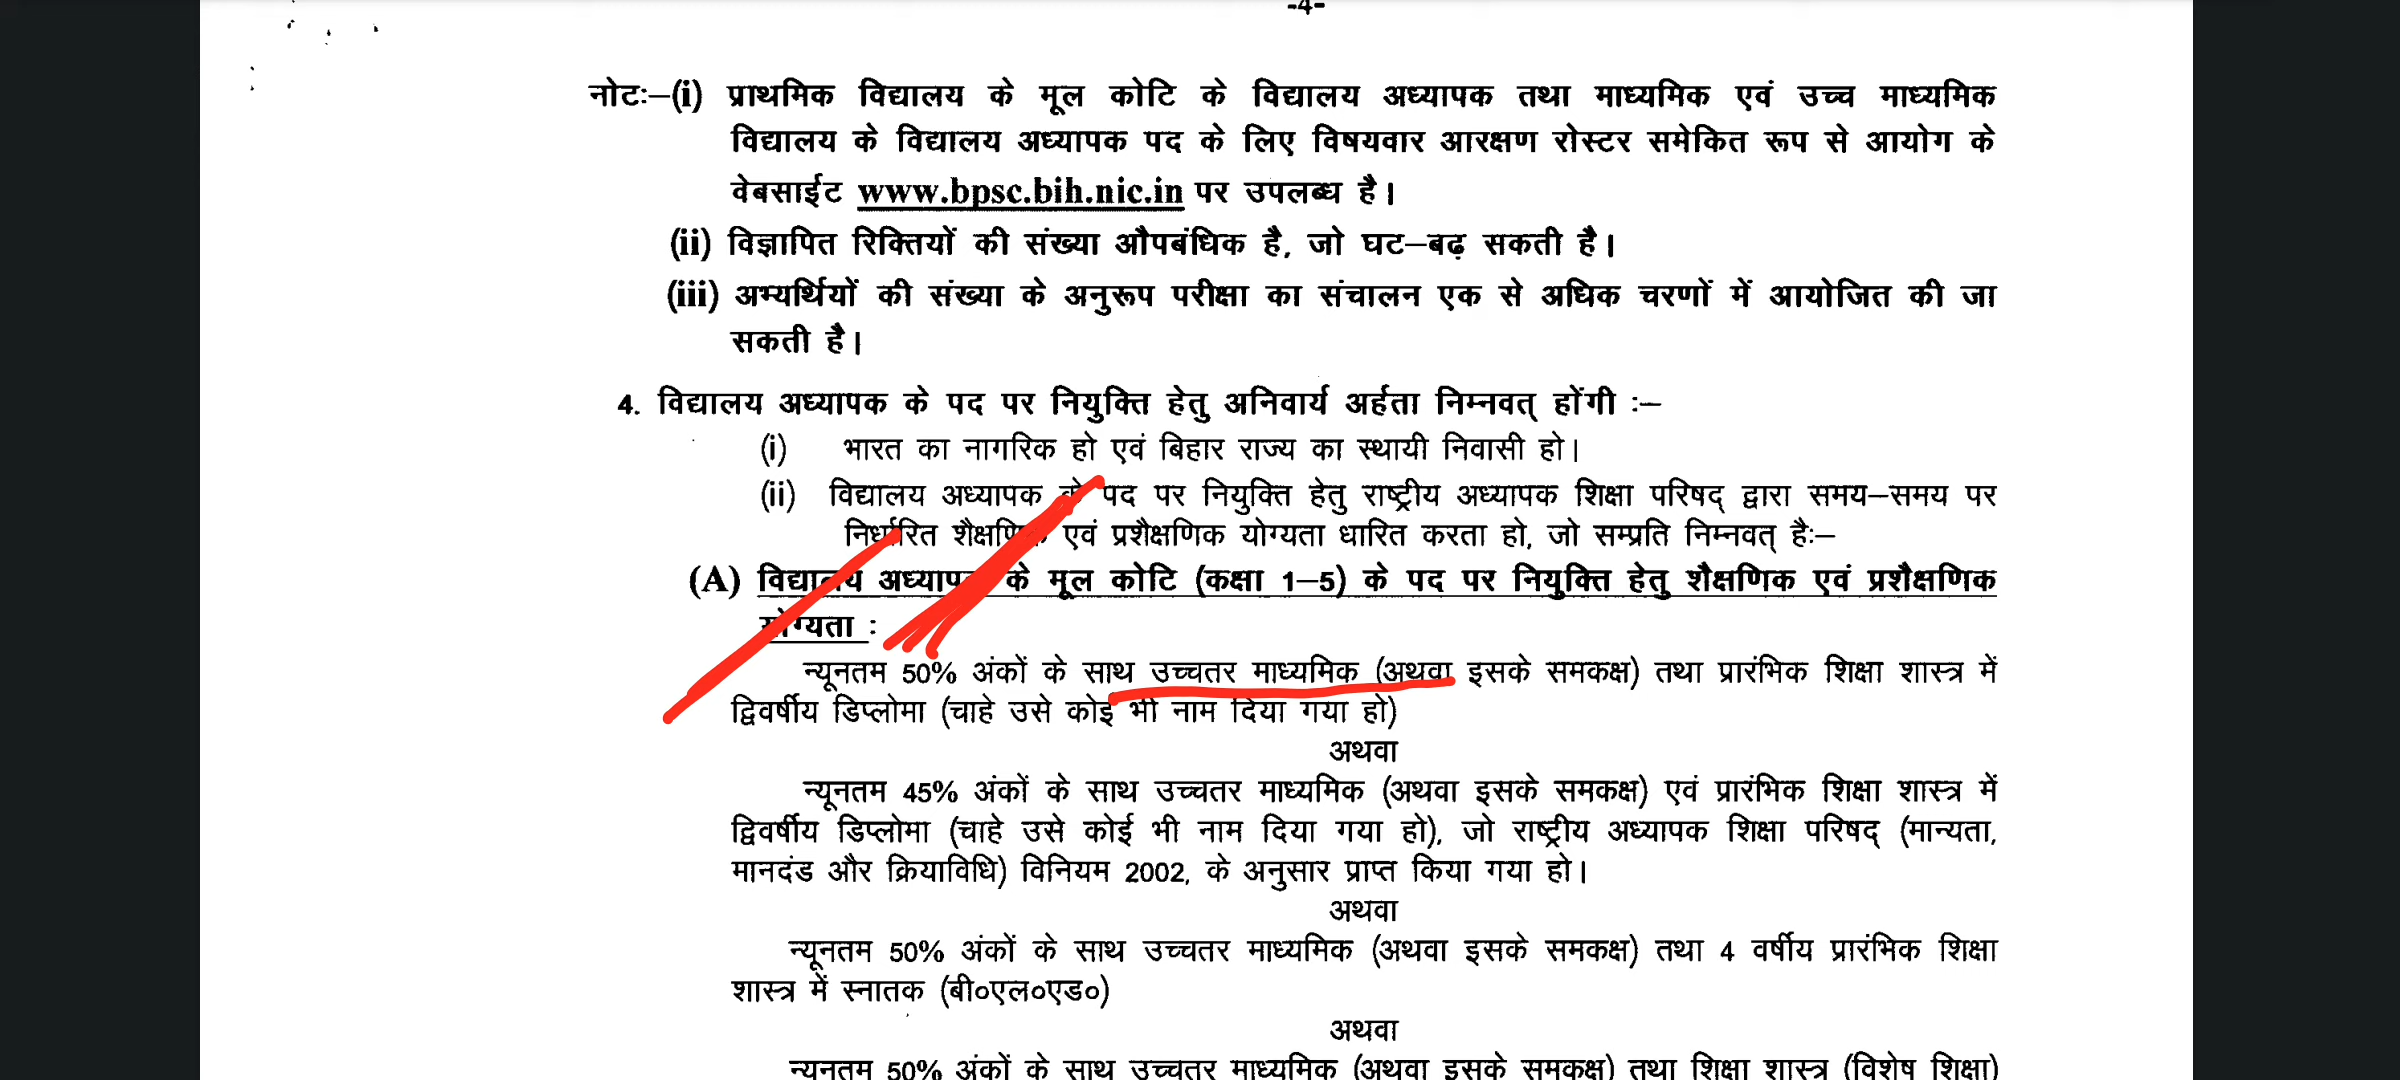 -4-
नोटः–(i) प्राथमिक विद्यालय के मूल कोटि के विद्यालय अध्यापक तथा माध्यमिक एवं उच्च माध्यमिक
विद्यालय के विद्यालय अध्यापक पद के लिए विषयवार आरक्षण रोस्टर समेकित रूप से आयोग के
वेबसाईट www.bpsc.bih.nic.in पर उपलब्ध है।
(ii) विज्ञापित रिक्तियों की संख्या औपबंधिक है, जो घट–बढ़ सकती है।
(iii) अभ्यर्थियों की संख्या के अनुरूप परीक्षा का संचालन एक से अधिक चरणों में आयोजित की जा
सकती है।
4. विद्यालय अध्यापक के पद पर नियुक्ति हेतु अनिवार्य अर्हता निम्नवत् होंगी :–
(i) भारत का नागरिक हो एवं बिहार राज्य का स्थायी निवासी हो।
(ii) विद्यालय अध्यापक के पद पर नियुक्ति हेतु राष्ट्रीय अध्यापक शिक्षा परिषद् द्वारा समय–समय पर
निर्धारित शैक्षणिक एवं प्रशैक्षणिक योग्यता धारित करता हो, जो सम्प्रति निम्नवत् हैः–
(A) विद्यालय अध्यापक के मूल कोटि (कक्षा 1–5) के पद पर नियुक्ति हेतु शैक्षणिक एवं प्रशैक्षणिक
योग्यता :
न्यूनतम 50% अंकों के साथ उच्चतर माध्यमिक (अथवा इसके समकक्ष) तथा प्रारंभिक शिक्षा शास्त्र में
द्विवर्षीय डिप्लोमा (चाहे उसे कोई भी नाम दिया गया हो)
अथवा
न्यूनतम 45% अंकों के साथ उच्चतर माध्यमिक (अथवा इसके समकक्ष) एवं प्रारंभिक शिक्षा शास्त्र में
द्विवर्षीय डिप्लोमा (चाहे उसे कोई भी नाम दिया गया हो), जो राष्ट्रीय अध्यापक शिक्षा परिषद् (मान्यता,
मानदंड और क्रियाविधि) विनियम 2002, के अनुसार प्राप्त किया गया हो।
अथवा
न्यूनतम 50% अंकों के साथ उच्चतर माध्यमिक (अथवा इसके समकक्ष) तथा 4 वर्षीय प्रारंभिक शिक्षा
शास्त्र में स्नातक (बी०एल०एड०)
अथवा
न्यूनतम 50% अंकों के साथ उच्चतर माध्यमिक (अथवा इसके समकक्ष) तथा शिक्षा शास्त्र (विशेष शिक्षा)